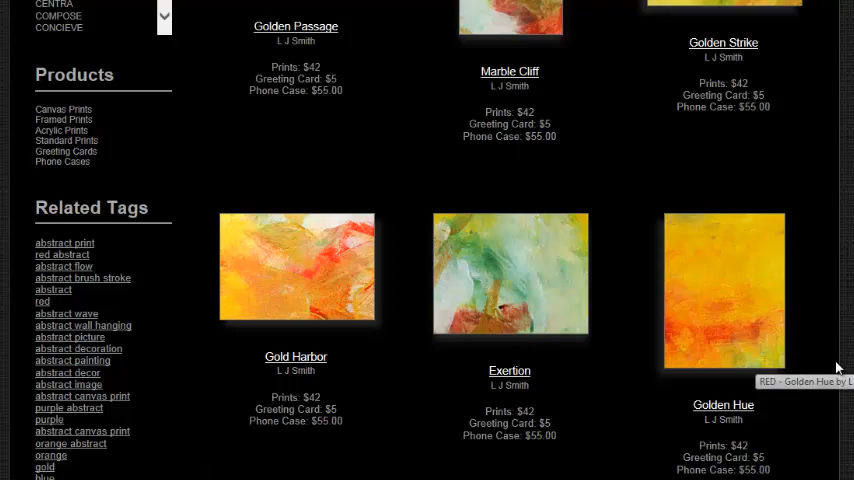 CENTRA
COMPOSE
CONCIEVE
Products
Canvas Prints
Framed Prints
Acrylic Prints
Standard Prints
Greeting Cards
Phone Cases
Related Tags
abstract print
red abstract
abstract flow
abstract brush stroke
abstract
red
abstract wave
abstract wall hanging
abstract picture
abstract decoration
abstract painting
abstract decor
abstract image
abstract canvas print
purple abstract
purple
abstract canvas print
orange abstract
orange
gold
blue
Golden Passage
L J Smith
Prints: $42
Greeting Card: $5
Phone Case: $55.00
Marble Cliff
L J Smith
Prints: $42
Greeting Card: $5
Phone Case: $55.00
Golden Strike
L J Smith
Prints: $42
Greeting Card: $5
Phone Case: $55.00
Gold Harbor
L J Smith
Prints: $42
Greeting Card: $5
Phone Case: $55.00
Exertion
L J Smith
Prints: $42
Greeting Card: $5
Phone Case: $55.00
RED - Golden Hue by L
Golden Hue
L J Smith
Prints: $42
Greeting Card: $5
Phone Case: $55.00